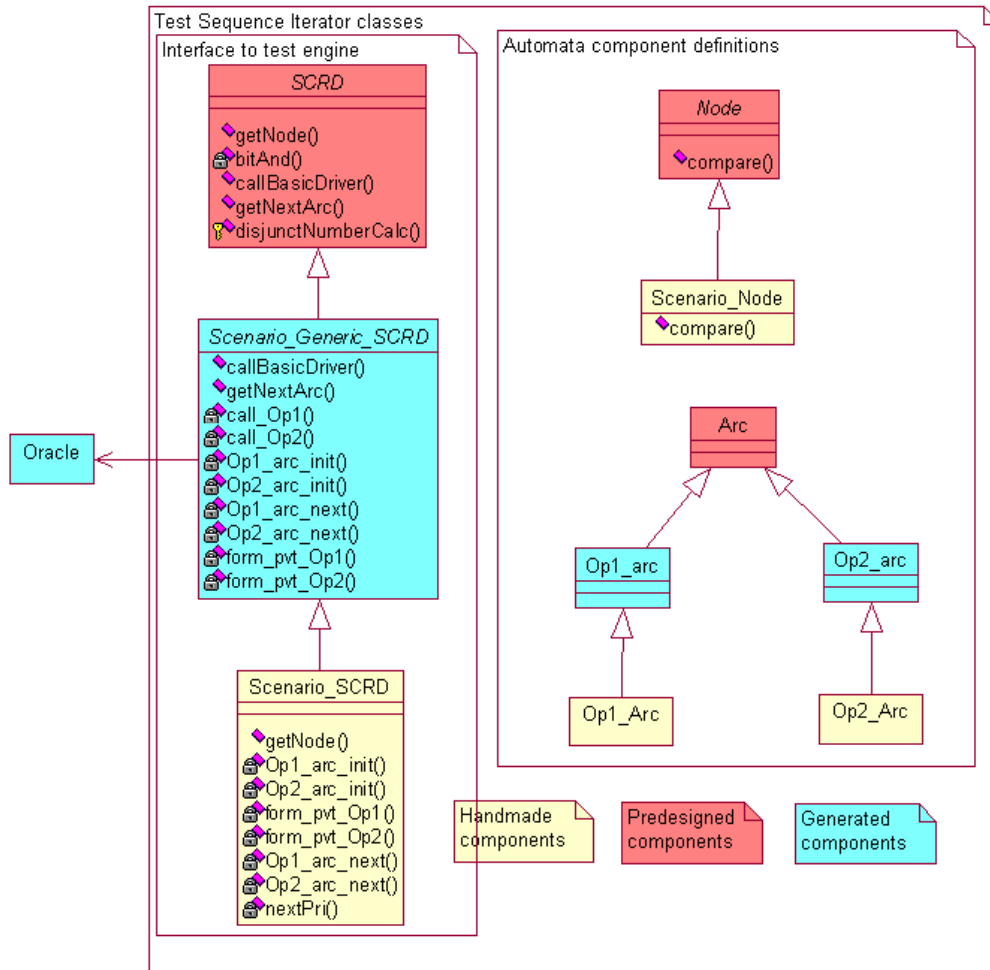 Test Sequence Iterator classes
Interface to test engine
SCRD
getNode()
bitAnd()
callBasicDriver()
getNextArc()
disjunctNumberCalc()
Scenario_Generic_SCRD
callBasicDriver()
getNextArc()
call_Op1()
call_Op2()
Op1_arc_init()
Op2_arc_init()
Op1_arc_next()
Op2_arc_next()
form_pvt_Op1()
form_pvt_Op2()
Oracle
Scenario_SCRD
getNode()
Op1_arc_init()
Op2_arc_init()
form_pvt_Op1()
form_pvt_Op2()
Op1_arc_next()
Op2_arc_next()
nextPri()
Automata component definitions
Node
compare()
Scenario_Node
compare()
Arc
Op1_arc
Op2_arc
Op1_Arc
Op2_Arc
Handmade
components
Predesigned
components
Generated
components